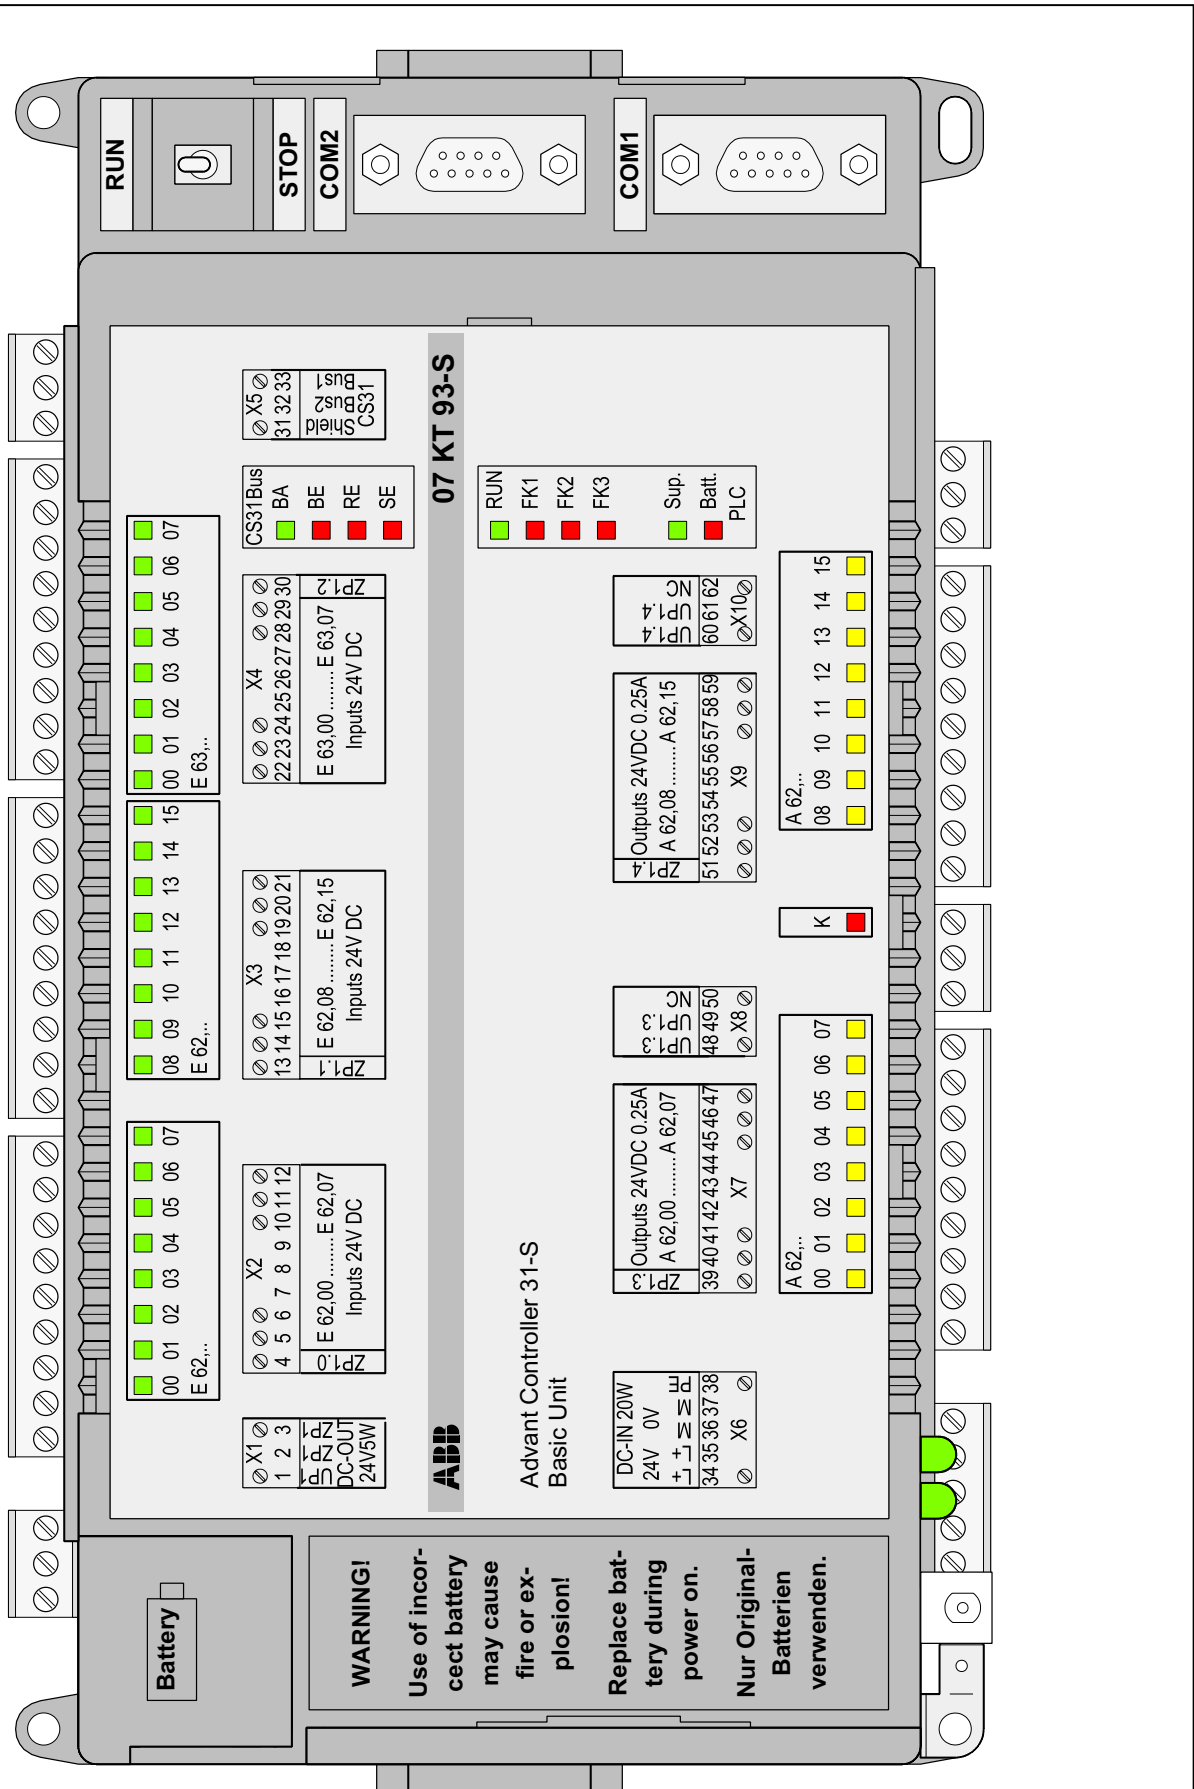 Battery
WARNING!
Use of incor-
cect battery
may cause
fire or ex-
plosion!
Replace bat-
tery during
power on.
Nur Original-
Batterien
verwenden.
00 01 02 03 04 05 06 07
E 62,..
08 09 10 11 12 13 14 15
E 62,..
00 01 02 03 04 05 06 07
E 63,..
X1
1 2 3
UP1
ZP1
ZP1
DC-OUT
24V5W
X2
4 5 6 7 8 9 10 11 12
ZP1.0
E 62,00 ........ E 62,07
Inputs 24V DC
X3
13 14 15 16 17 18 19 20 21
ZP1.1
E 62,08 ........ E 62,15
Inputs 24V DC
X4
22 23 24 25 26 27 28 29 30
E 63,00 ........ E 63,07
Inputs 24V DC
ZP1.2
CS31Bus
BA
BE
RE
SE
X5
31 32 33
Shield
Bus2
Bus1
CS31
ABB
07 KT 93-S
Advant Controller 31-S
Basic Unit
RUN
FK1
FK2
FK3
Sup.
Batt.
PLC
DC-IN 20W
24V 0V
L+ L+ M M PE
34 35 36 37 38
X6
ZP1.3
Outputs 24VDC 0.25A
A 62,00 ........ A 62,07
39 40 41 42 43 44 45 46 47
X7
UP1.3
UP1.3
NC
48 49 50
X8
ZP1.4
Outputs 24VDC 0.25A
A 62,08 ........ A 62,15
51 52 53 54 55 56 57 58 59
X9
UP1.4
UP1.4
NC
60 61 62
X10
A 62,..
00 01 02 03 04 05 06 07
K
A 62,..
08 09 10 11 12 13 14 15
RUN
STOP
COM2
COM1